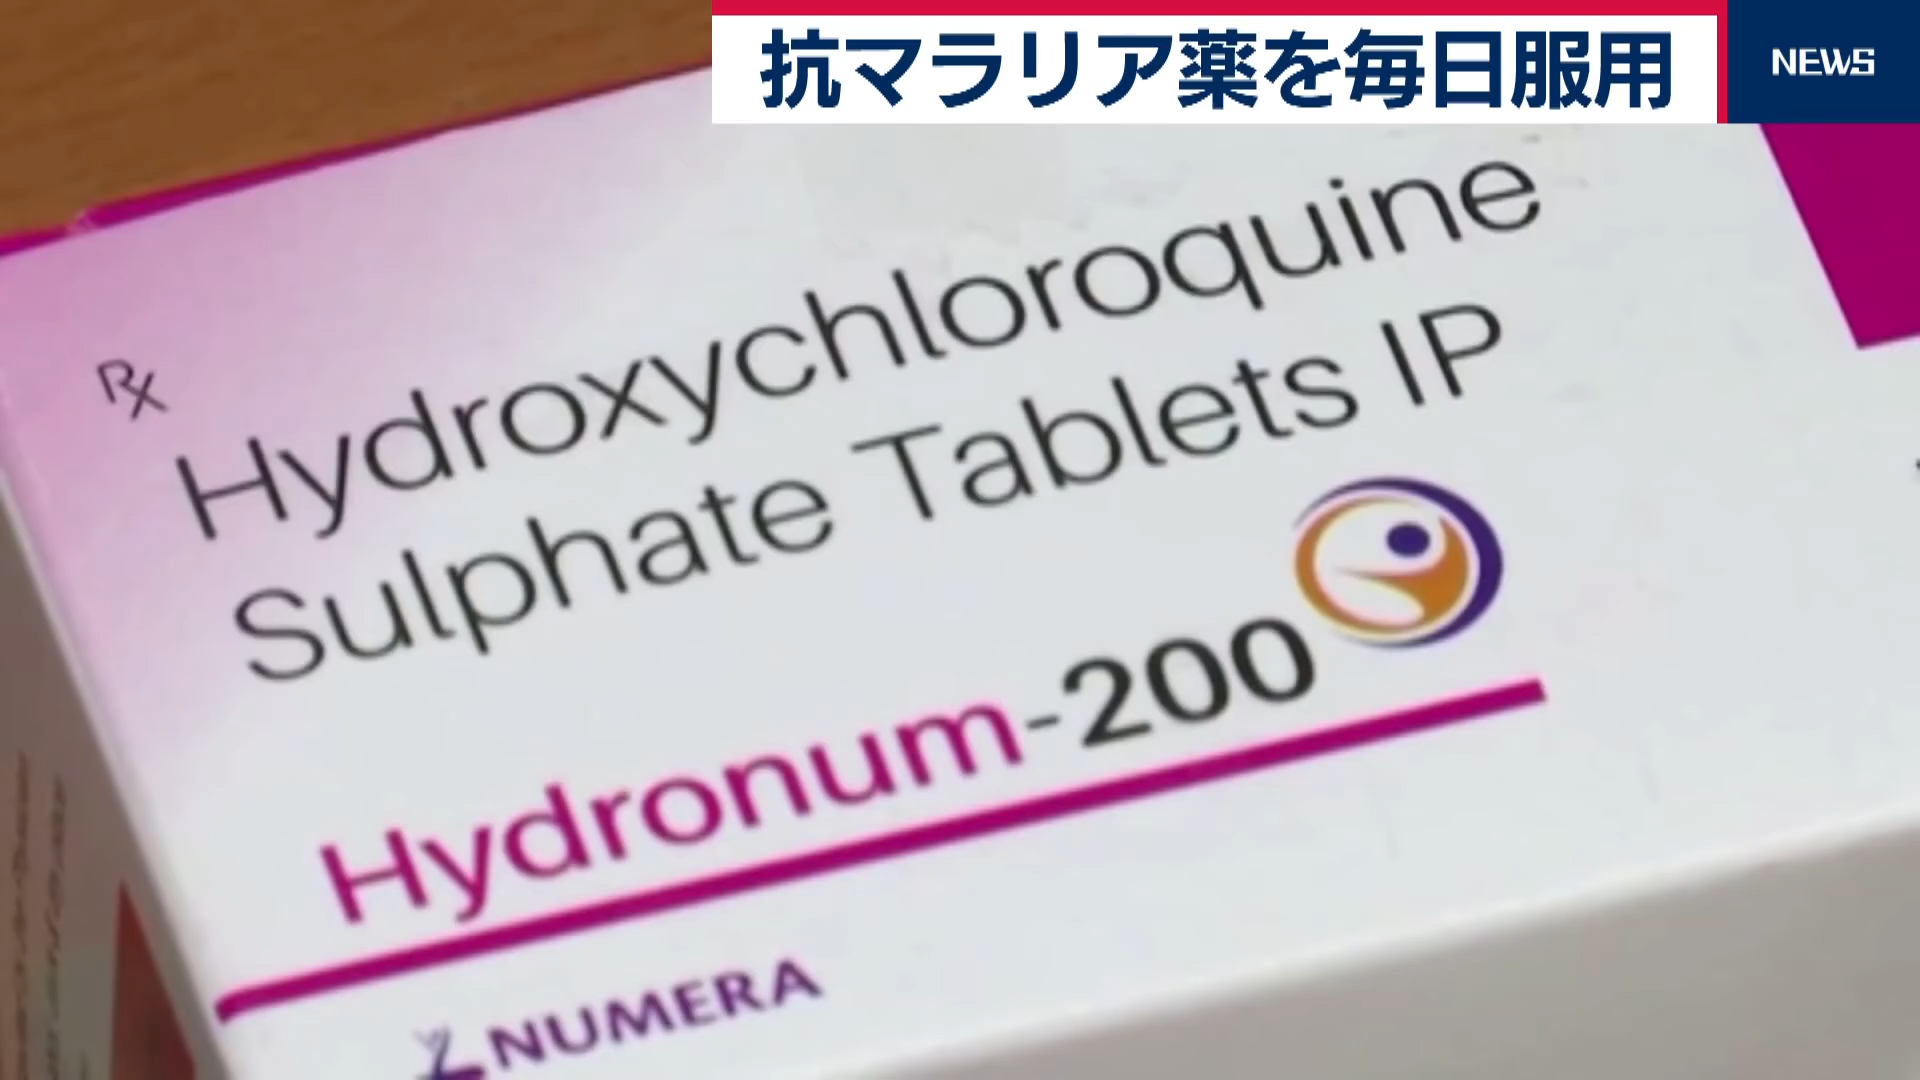 抗マラリア薬を毎日服用
NEWS
Rx
Hydroxychloroquine
Sulphate Tablets IP
Hydronum-200
NUMERA